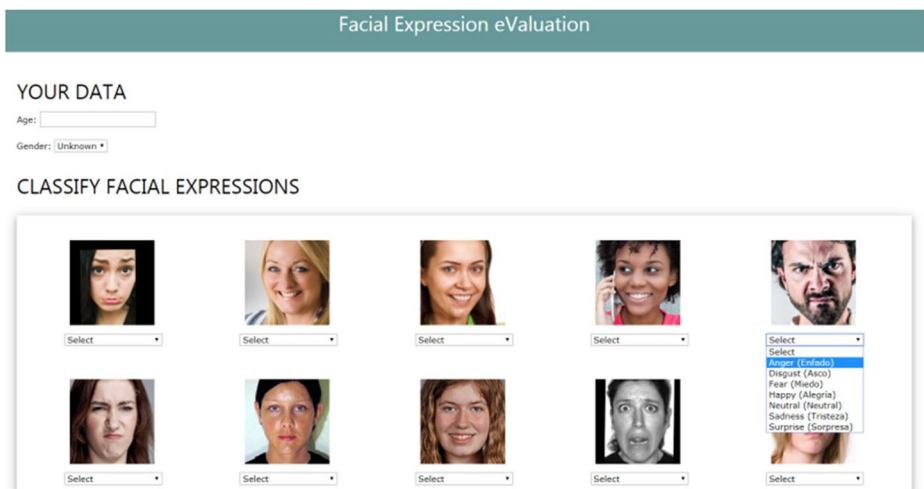 Facial Expression eValuation
YOUR DATA
Age:
Gender: Unknown
CLASSIFY FACIAL EXPRESSIONS
Select Select Select Select Select
Select
Anger (Enfado)
Disgust (Asco)
Fear (Miedo)
Happy (Alegría)
Neutral (Neutral)
Sadness (Tristeza)
Surprise (Sorpresa)
Select Select Select Select Select